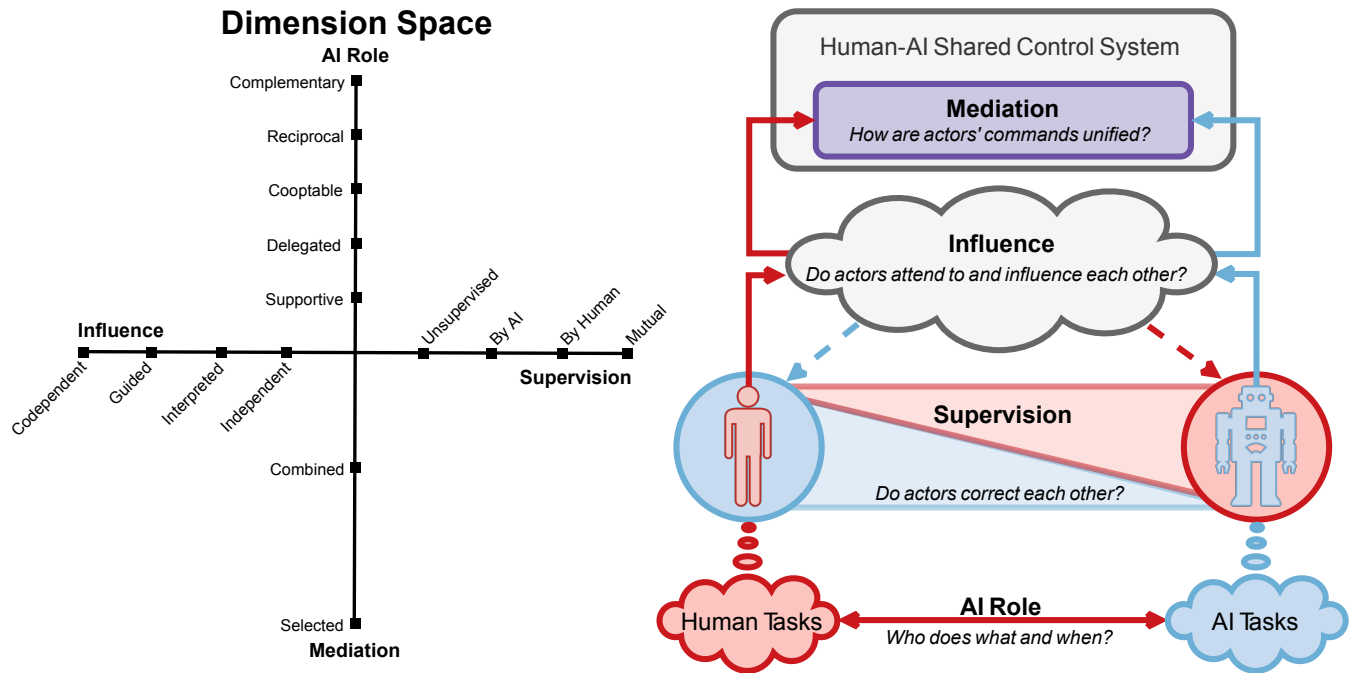 Dimension Space
AI Role
Complementary
Reciprocal
Cooptable
Delegated
Supportive
Influence
Codependent
Guided
Interpreted
Independent
Unsupervised
By AI
By Human
Mutual
Supervision
Combined
Selected
Mediation
Human-AI Shared Control System
Mediation
How are actors' commands unified?
Influence
Do actors attend to and influence each other?
Supervision
Do actors correct each other?
Human Tasks
AI Role
Who does what and when?
AI Tasks